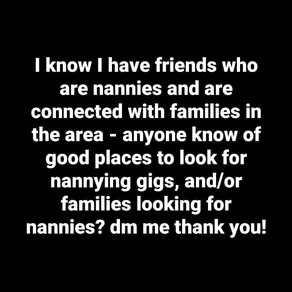 I know I have friends who
are nannies and are
connected with families in
the area - anyone know of
good places to look for
nannying gigs, and/or
families looking for
nannies? dm me thank you!